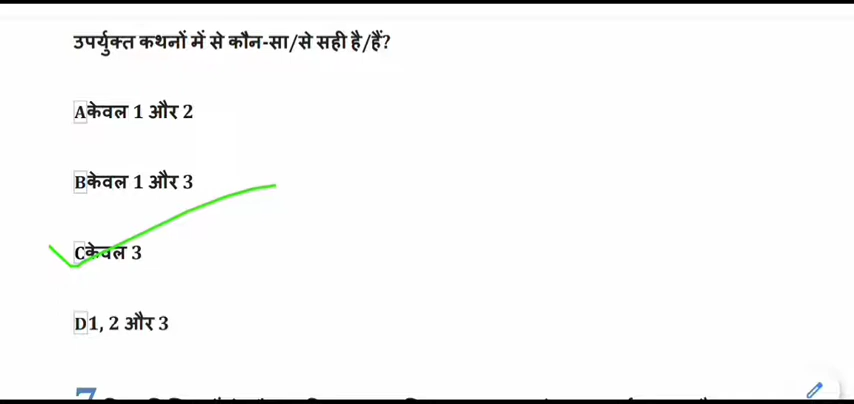 उपर्युक्त कथनों में से कौन-सा/से सही है/हैं?
Aकेवल 1 और 2
Bकेवल 1 और 3
Cकेवल 3
D1, 2 और 3